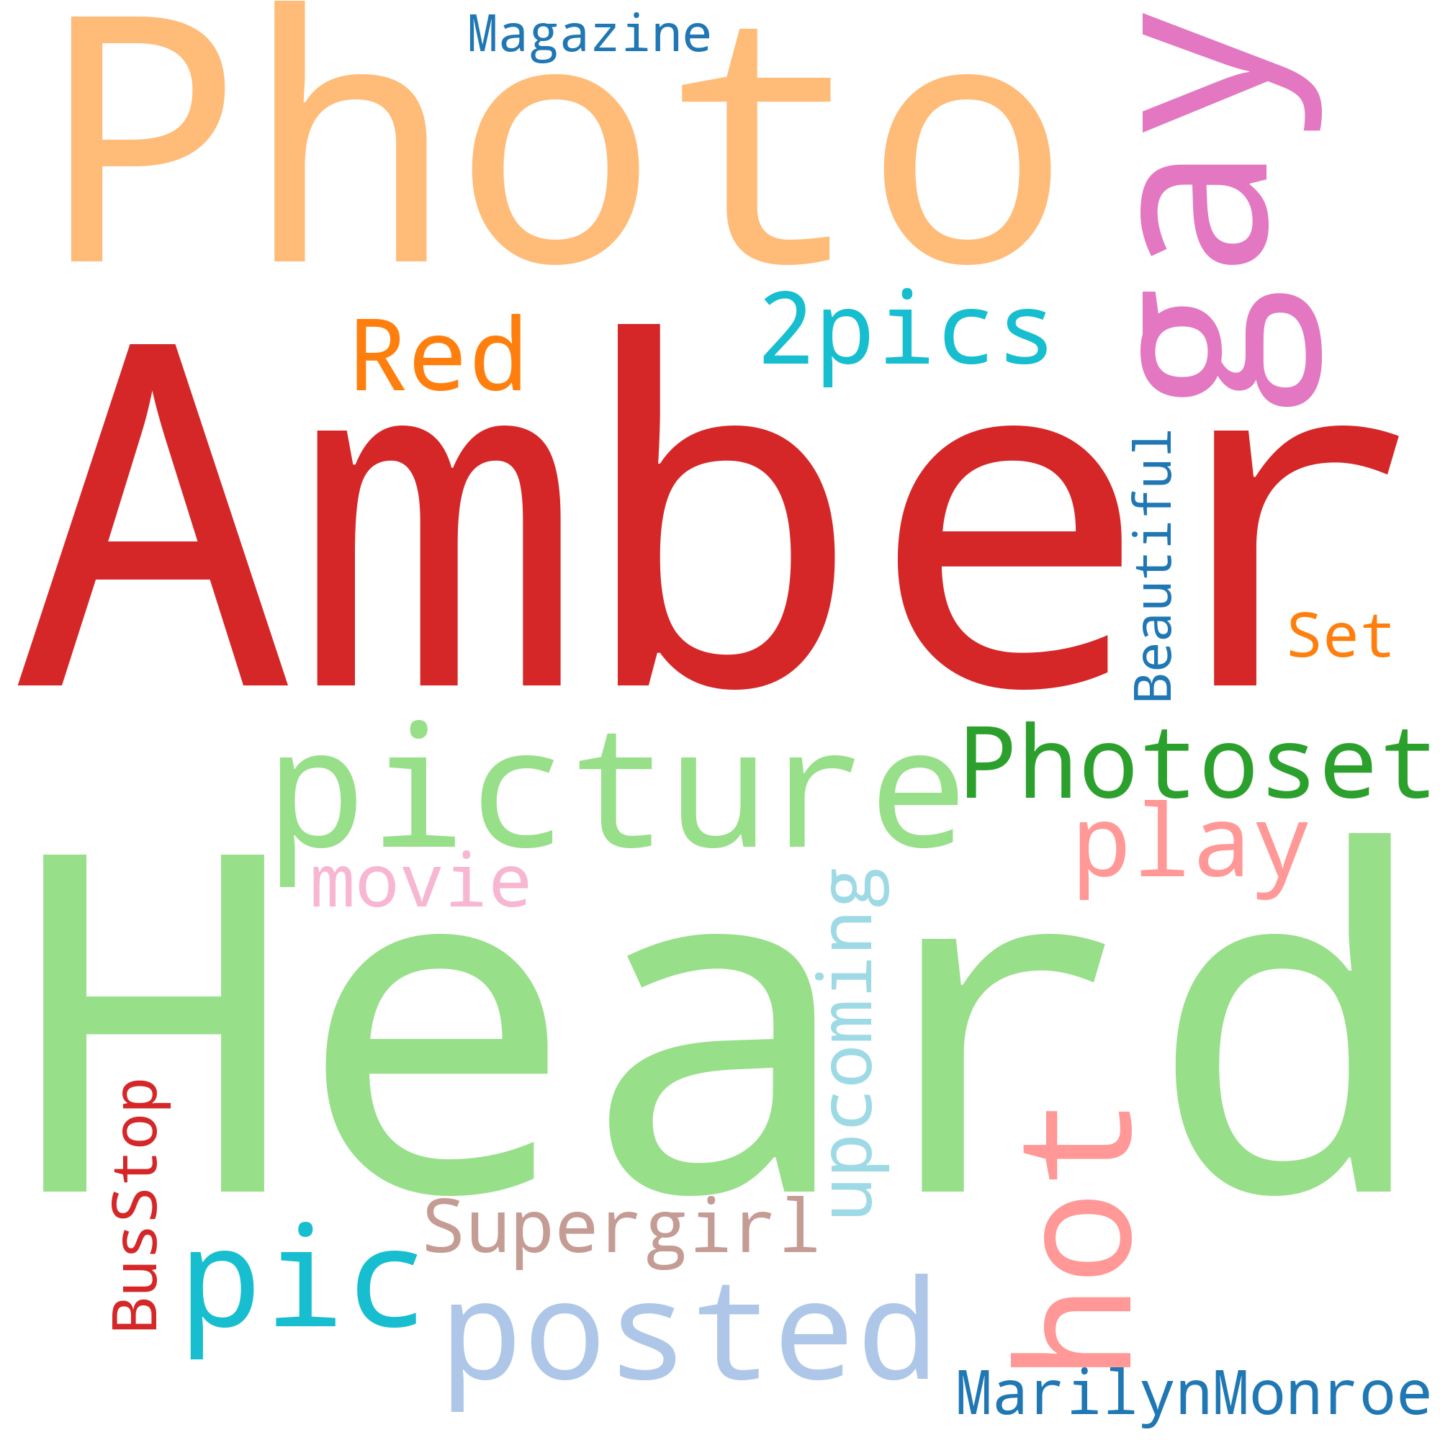 Magazine
Photo
gay
Red
2pics
Amber
Beautiful
Set
picture
Photoset
movie
play
Heard
upcoming
BusStop
Supergirl
hot
pic
posted
MarilynMonroe